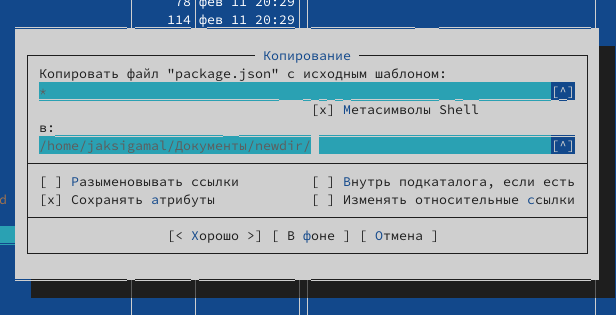 78 фев 11 20:29
114 фев 11 20:29
Копирование
Копировать файл "package.json" с исходным шаблоном:
* [^]
[x] Метасимволы Shell
в:
/home/jaksigamal/Документы/newdir/ [^]
[ ] Разыменовывать ссылки [ ] Внутрь подкаталога, если есть
[x] Сохранять атрибуты [ ] Изменять относительные ссылки
[< Хорошо >] [ В фоне ] [ Отмена ]